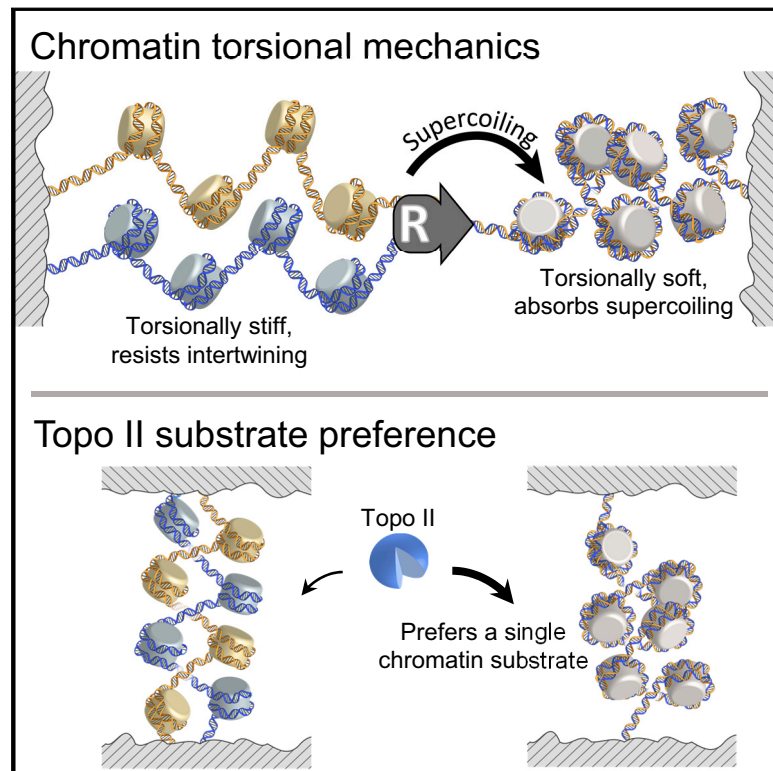 Chromatin torsional mechanics
Supercoiling
R
Torsionally stiff,
resists intertwining
Torsionally soft,
absorbs supercoiling
Topo II substrate preference
Topo II
Prefers a single
chromatin substrate